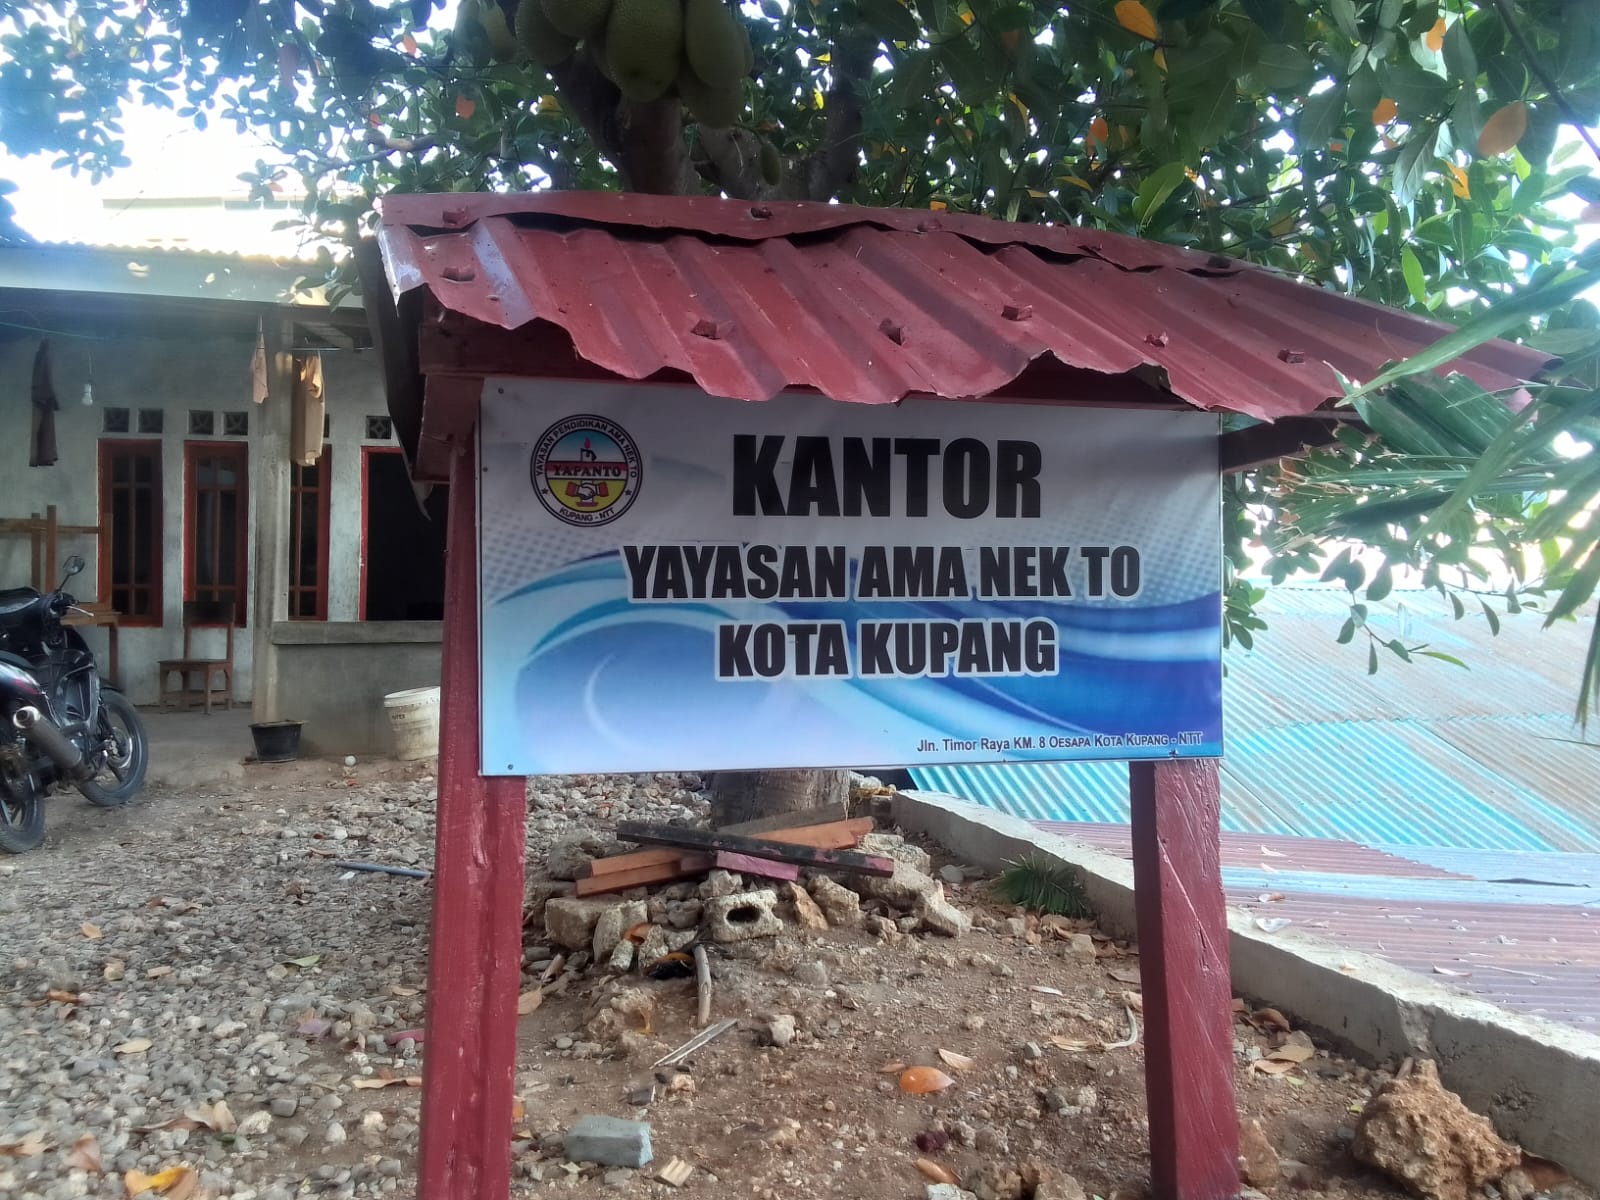 YAYASAN PENDIDIKAN AMA NEK TO
YAPANTO
KUPANG - NTT
KANTOR
YAYASAN AMA NEK TO
KOTA KUPANG
Jln. Timor Raya KM. 8 OESAPA KOTA KUPANG - NTT